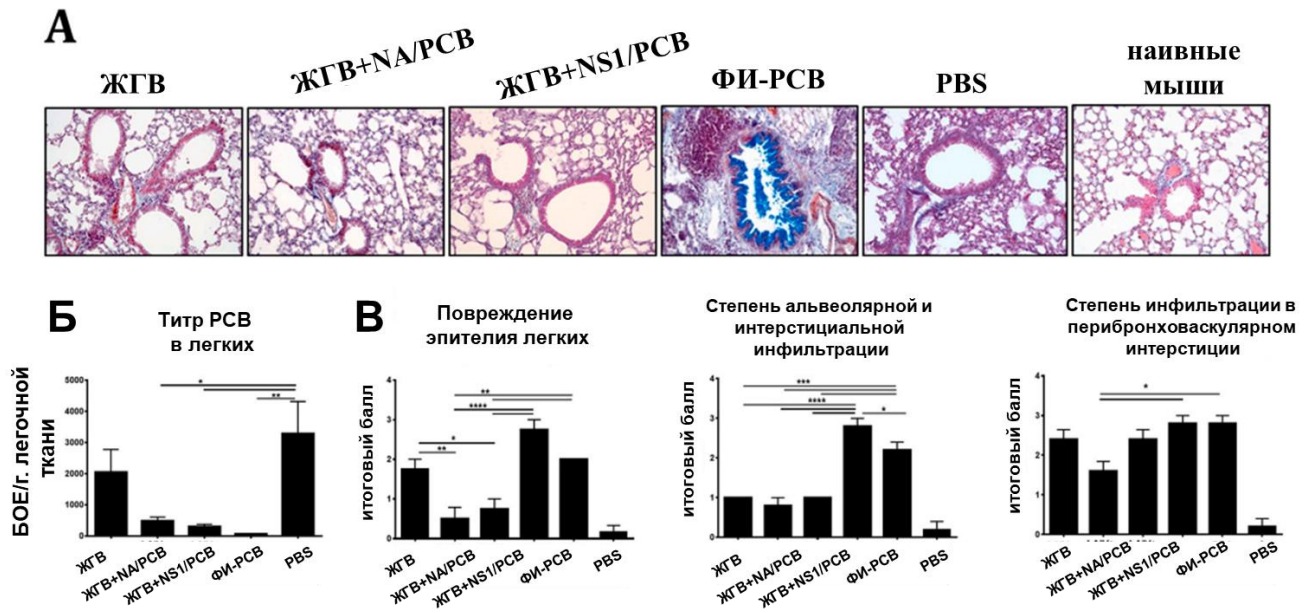 А
ЖГВ
ЖГВ+NA/РСВ
ЖГВ+NS1/РСВ
ФИ-РСВ
PBS
наивные
мыши
Б
Титр РСВ
в легких
БОЕ/г. легочной
ткани
5000
4000
3000
2000
1000
0
*
**
ЖГВ
ЖГВ+NA/РСВ
ЖГВ+NS1/РСВ
ФИ-РСВ
PBS
В
Повреждение
эпителия легких
итоговый балл
4
3
2
1
0
**
****
*
**
ЖГВ
ЖГВ+NA/РСВ
ЖГВ+NS1/РСВ
ФИ-РСВ
PBS
Степень альвеолярной и
интерстициальной
инфильтрации
итоговый балл
4
3
2
1
0
***
****
*
ЖГВ
ЖГВ+NA/РСВ
ЖГВ+NS1/РСВ
ФИ-РСВ
PBS
Степень инфильтрации в
перибронховаскулярном
интерстиции
итоговый балл
4
3
2
1
0
*
ЖГВ
ЖГВ+NA/РСВ
ЖГВ+NS1/РСВ
ФИ-РСВ
PBS